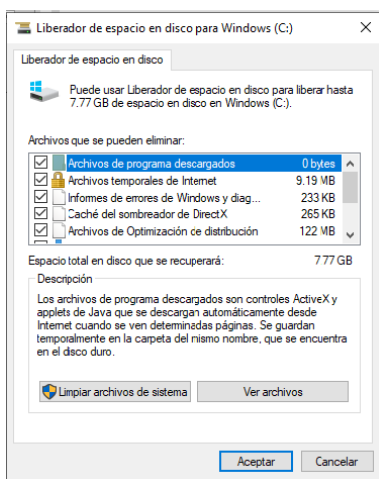 Liberador de espacio en disco para Windows (C:)
Liberador de espacio en disco
Puede usar Liberador de espacio en disco para liberar hasta
7.77 GB de espacio en disco en Windows (C:).
Archivos que se pueden eliminar:
Archivos de programa descargados 0 bytes
Archivos temporales de Internet 9.19 MB
Informes de errores de Windows y diag... 233 KB
Caché del sombreador de DirectX 265 KB
Archivos de Optimización de distribución 122 MB
Espacio total en disco que se recuperará: 7.77 GB
Descripción
Los archivos de programa descargados son controles ActiveX y
applets de Java que se descargan automáticamente desde
Internet cuando se ven determinadas páginas. Se guardan
temporalmente en la carpeta del mismo nombre, que se encuentra
en el disco duro.
Limpiar archivos de sistema Ver archivos
Aceptar Cancelar